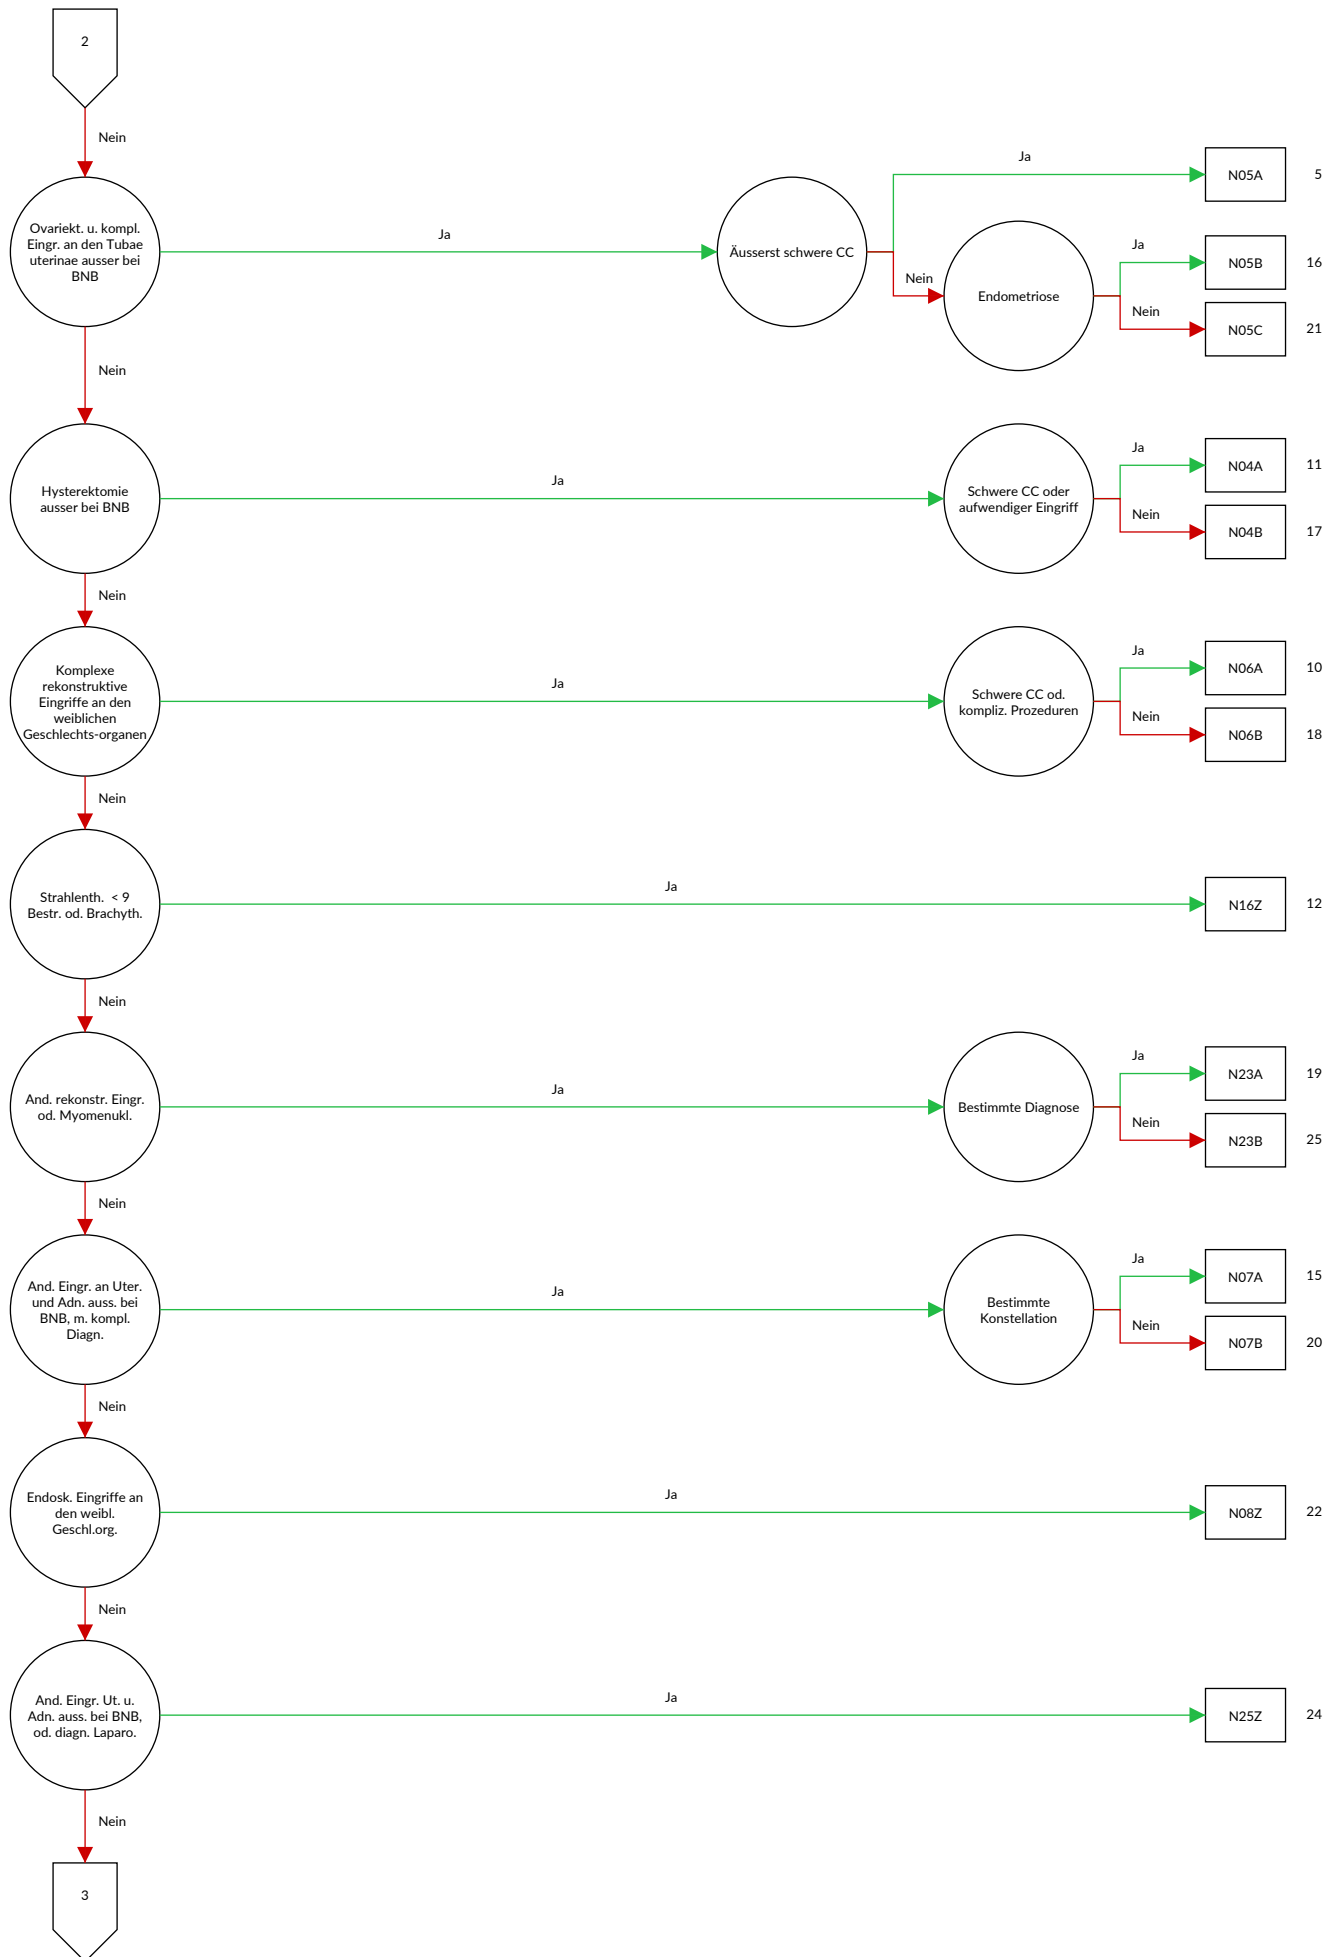 2
Nein
Ja
N05A
5
Ovariekt. u. kompl.
Eingr. an den Tubae
uterinae ausser bei
BNB
Ja
Äusserst schwere CC
Nein
Endometriose
Ja
N05B
16
Nein
N05C
21
Nein
Hysterektomie
ausser bei BNB
Ja
Schwere CC oder
aufwendiger Eingriff
Ja
N04A
11
Nein
N04B
17
Nein
Komplexe
rekonstruktive
Eingriffe an den
weiblichen
Geschlechts-organen
Ja
Schwere CC od.
kompliz. Prozeduren
Ja
N06A
10
Nein
N06B
18
Nein
Strahlenth. < 9
Bestr. od. Brachyth.
Ja
N16Z
12
Nein
And. rekonstr. Eingr.
od. Myomenukl.
Ja
Bestimmte Diagnose
Ja
N23A
19
Nein
N23B
25
Nein
And. Eingr. an Uter.
und Adn. auss. bei
BNB, m. kompl.
Diagn.
Ja
Bestimmte
Konstellation
Ja
N07A
15
Nein
N07B
20
Nein
Endosk. Eingriffe an
den weibl.
Geschl.org.
Ja
N08Z
22
Nein
And. Eingr. Ut. u.
Adn. auss. bei BNB,
od. diagn. Laparo.
Ja
N25Z
24
Nein
3